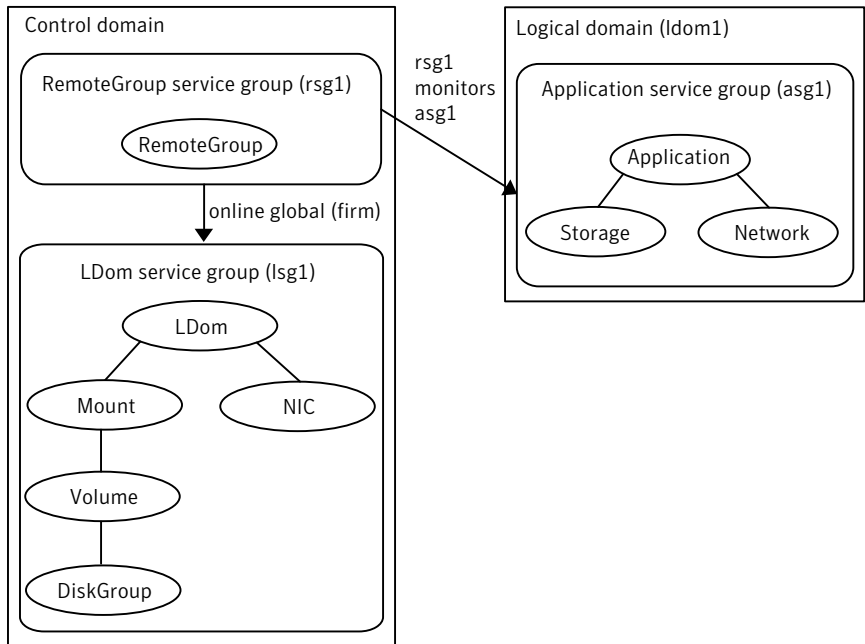 Control domain
RemoteGroup service group (rsg1)
RemoteGroup
online global (firm)
LDom service group (lsg1)
LDom
Mount
NIC
Volume
DiskGroup
rsg1
monitors
asg1
Logical domain (ldom1)
Application service group (asg1)
Application
Storage
Network